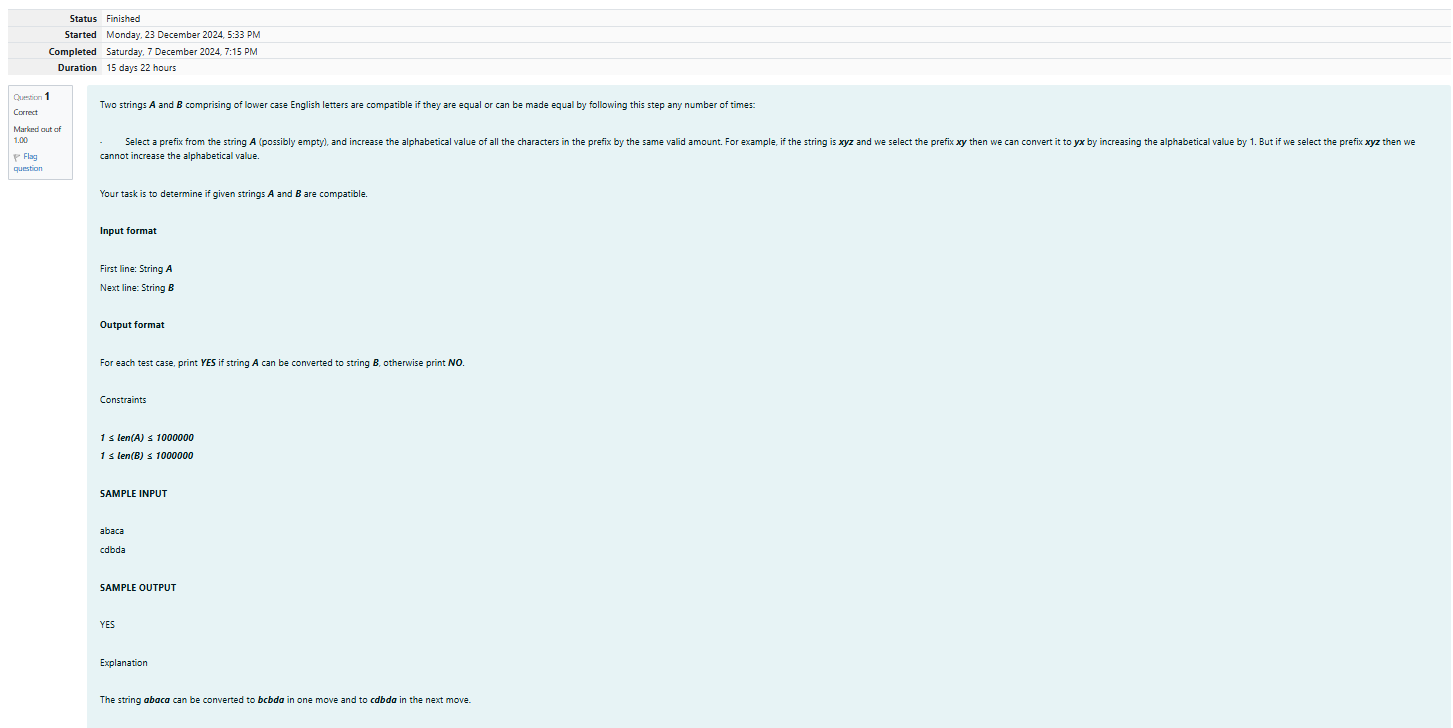 Status Finished
Started Monday, 23 December 2024, 5:33 PM
Completed Saturday, 7 December 2024, 7:15 PM
Duration 15 days 22 hours
Question 1
Correct
Marked out of
1.00
Flag
question
Two strings A and B comprising of lower case English letters are compatible if they are equal or can be made equal by following this step any number of times:
· Select a prefix from the string A (possibly empty), and increase the alphabetical value of all the characters in the prefix by the same valid amount. For example, if the string is xyz and we select the prefix xy then we can convert it to yx by increasing the alphabetical value by 1. But if we select the prefix xyz then we
cannot increase the alphabetical value.
Your task is to determine if given strings A and B are compatible.
Input format
First line: String A
Next line: String B
Output format
For each test case, print YES if string A can be converted to string B, otherwise print NO.
Constraints
1 ≤ len(A) ≤ 1000000
1 ≤ len(B) ≤ 1000000
SAMPLE INPUT
abaca
cdbda
SAMPLE OUTPUT
YES
Explanation
The string abaca can be converted to bcbda in one move and to cdbda in the next move.